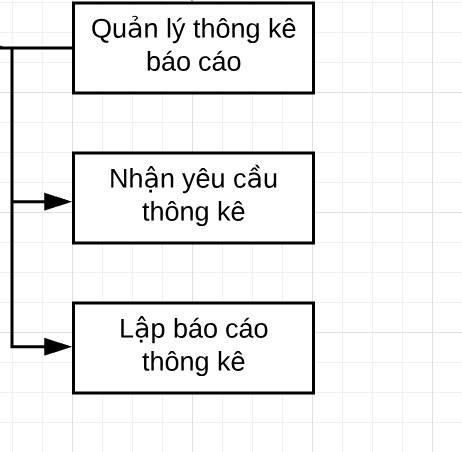 Quản lý thông kê
báo cáo
Nhận yêu cầu
thông kê
Lập báo cáo
thông kê